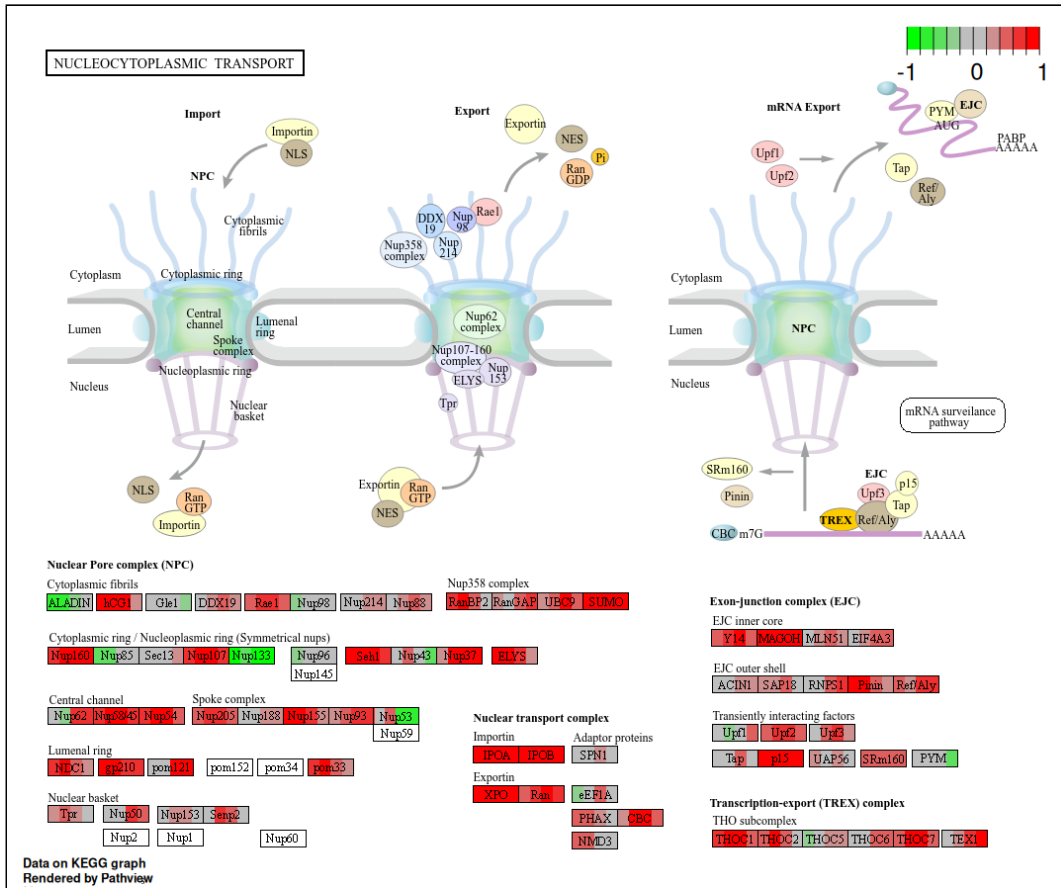 NUCLEOCYTOPLASMIC TRANSPORT
-1 0 1
Import
Importin
NLS
NPC
Cytoplasmic
fibrils
Cytoplasm
Cytoplasmic ring
Central
channel
Lumenal
ring
Lumen
Spoke
complex
Nucleoplasmic ring
Nucleus
Nuclear
basket
NLS
Ran
GTP
Importin
Export
Exportin
NES
Pi
Ran
GDP
DDX
19
Nup
98
Rae1
Nup358
complex
Nup
214
Nup62
complex
Nup107-160
complex
Nup
153
ELYS
Tpr
Exportin
Ran
GTP
NES
mRNA Export
PYM
EJC
AUG
PABP
AAAAA
Upf1
Upf2
Tap
Ref/
Aly
Cytoplasm
Lumen
NPC
Nucleus
mRNA surveilance
pathway
SRm160
Pinin
EJC
p15
Upf3
Tap
TREX
Ref/Aly
CBC m7G
AAAAA
Nuclear Pore complex (NPC)
Cytoplasmic fibrils
ALADIN hCG1 Gle1 DDX19 Rae1 Nup98 Nup214 Nup88
Nup358 complex
RanBP2 RanGAP UBC9 SUMO
Cytoplasmic ring / Nucleoplasmic ring (Symmetrical nups)
Nup160 Nup85 Sec13 Nup107 Nup133 Nup96 Seh1 Nup43 Nup37 ELYS
Nup145
Central channel
Nup62 Nup58/45 Nup54
Spoke complex
Nup205 Nup188 Nup155 Nup93 Nup53
Nup59
Lumenal ring
NDC1 gp210 pom121 pom152 pom34 pom33
Nuclear basket
Tpr Nup50 Nup153 Senp2
Nup2 Nup1 Nup60
Nuclear transport complex
Importin
IPOA IPOB
Adaptor proteins
SPN1
Exportin
XPO Ran
eEF1A
PHAX CBC
NMD3
Exon-junction complex (EJC)
EJC inner core
Y14 MAGOH MLN51 EIF4A3
EJC outer shell
ACIN1 SAP18 RNPS1 Pinin Ref/Aly
Transiently interacting factors
Upf1 Upf2 Upf3
Tap p15 UAP56 SRm160 PYM
Transcription-export (TREX) complex
THO subcomplex
THOC1 THOC2 THOC5 THOC6 THOC7 TEX1
Data on KEGG graph
Rendered by Pathview